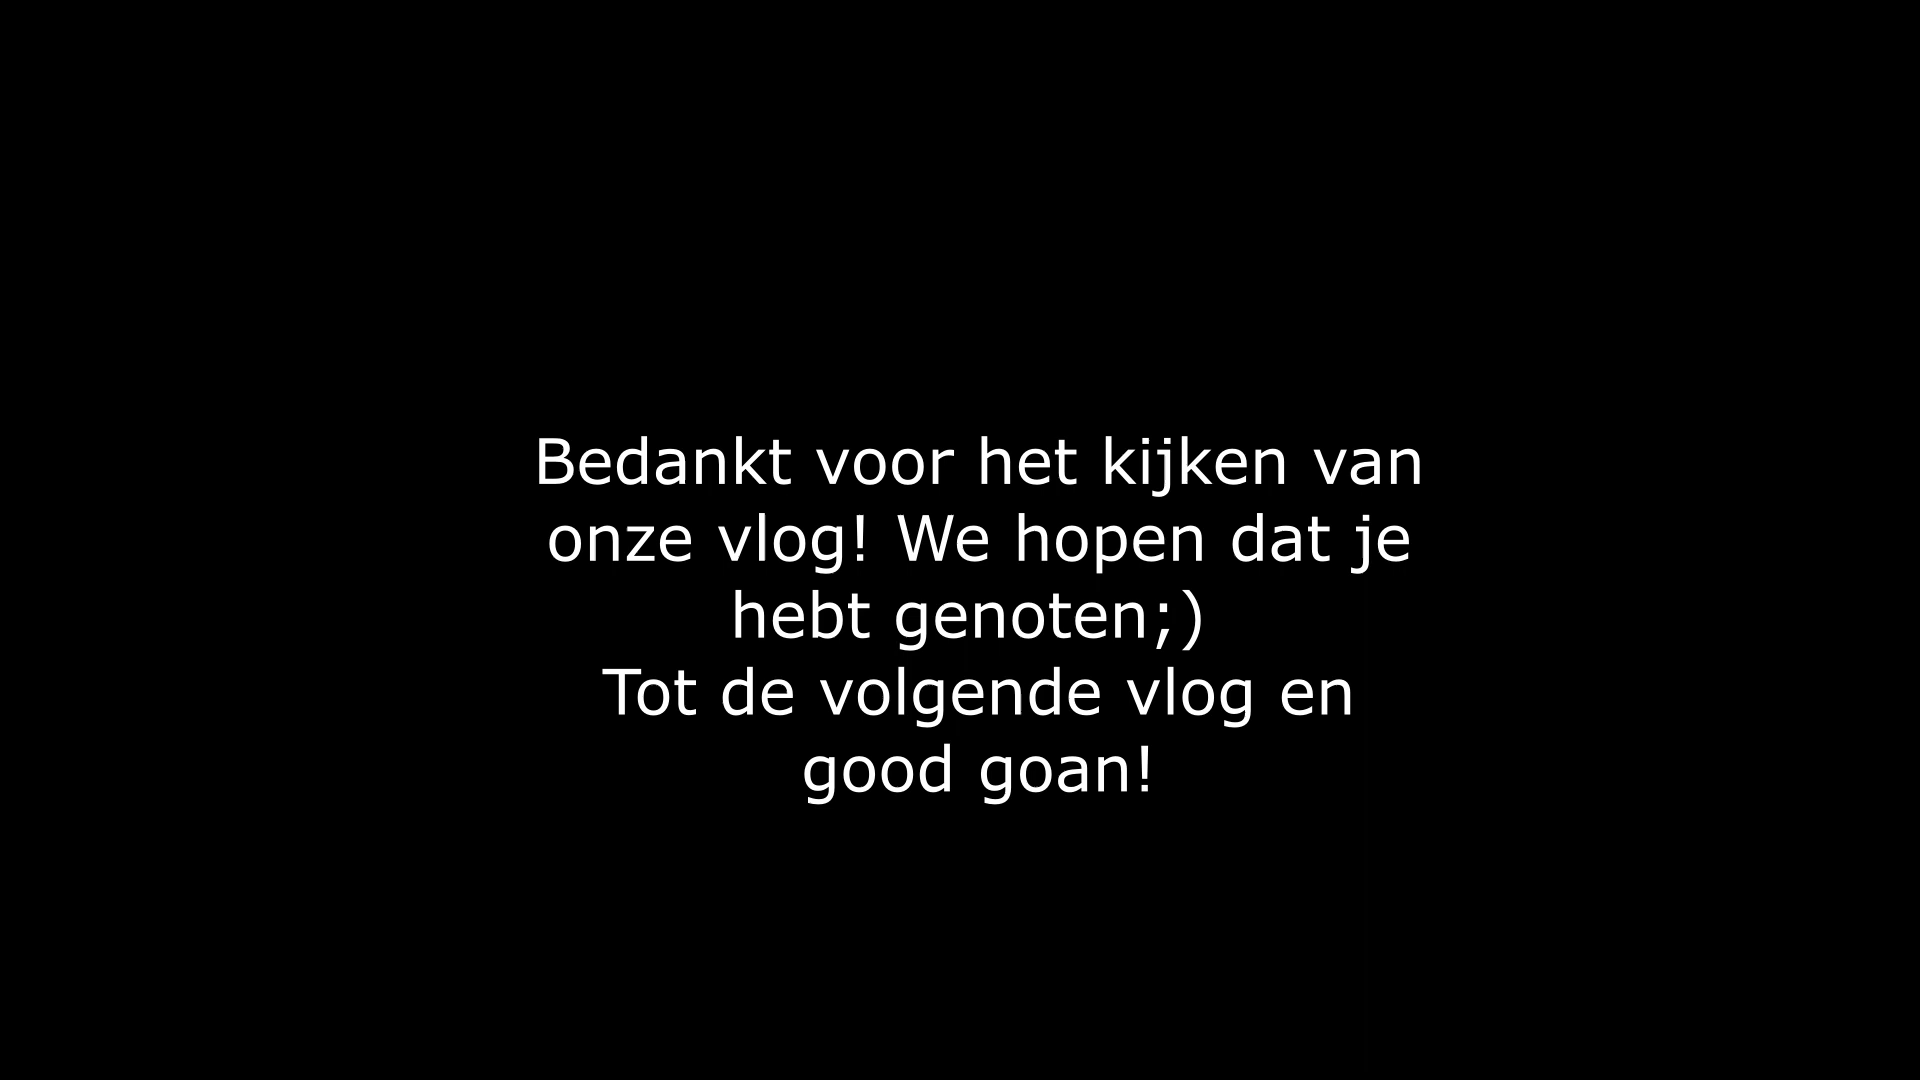 Bedankt voor het kijken van
onze vlog! We hopen dat je
hebt genoten;)
Tot de volgende vlog en
good goan!